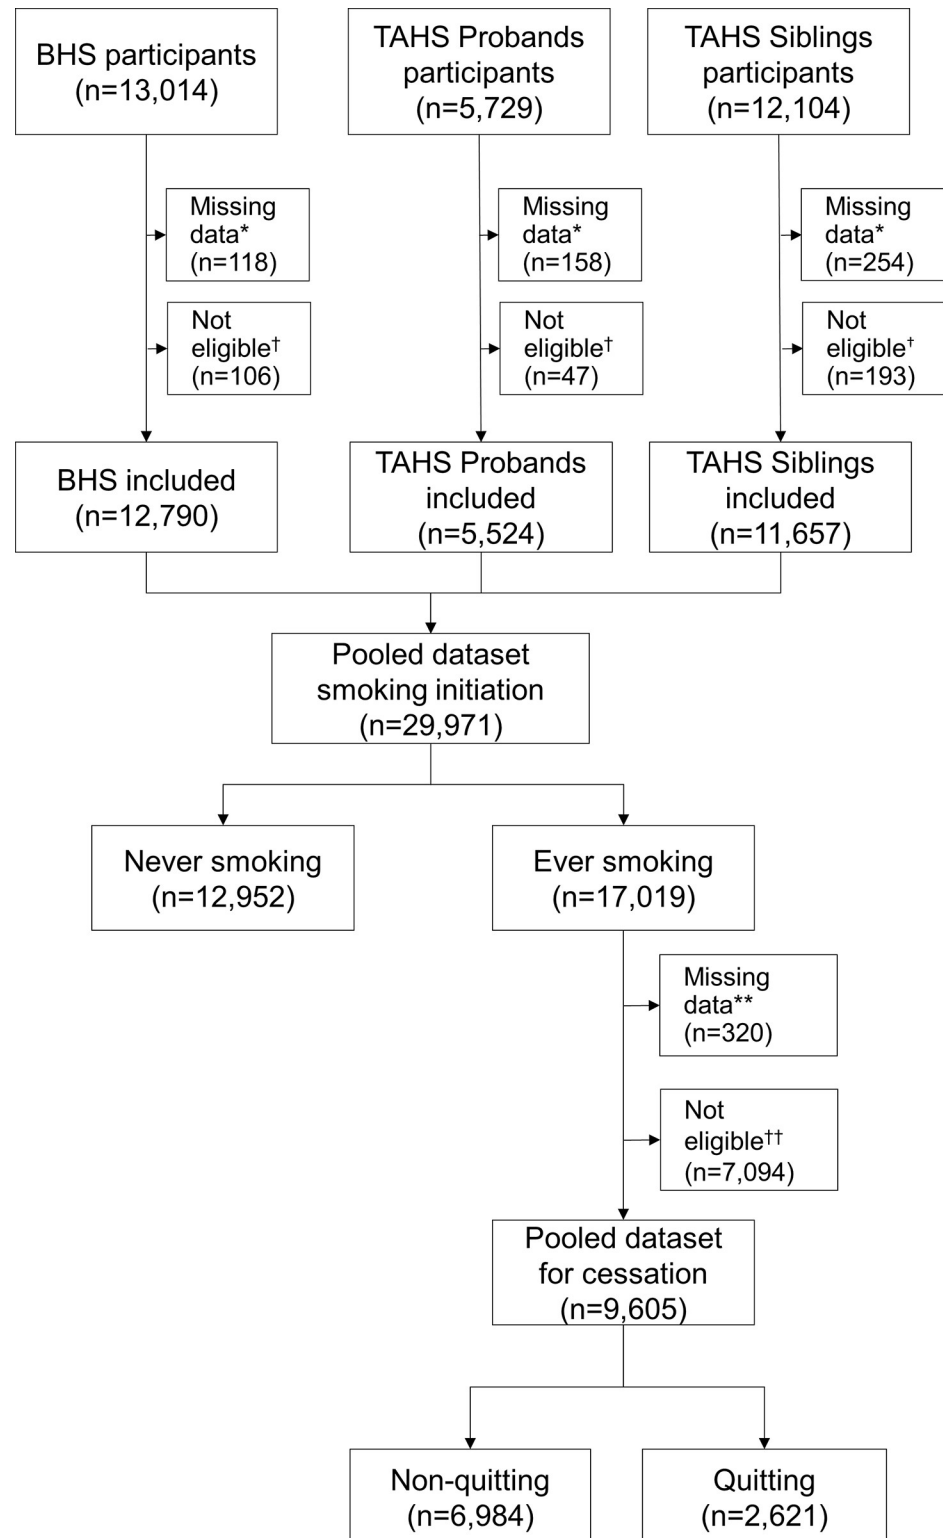 BHS participants
(n=13,014)
TAHS Probands
participants
(n=5,729)
TAHS Siblings
participants
(n=12,104)
Missing
data*
(n=118)
Missing
data*
(n=158)
Missing
data*
(n=254)
Not
eligible†
(n=106)
Not
eligible†
(n=47)
Not
eligible†
(n=193)
BHS included
(n=12,790)
TAHS Probands
included
(n=5,524)
TAHS Siblings
included
(n=11,657)
Pooled dataset
smoking initiation
(n=29,971)
Never smoking
(n=12,952)
Ever smoking
(n=17,019)
Missing
data**
(n=320)
Not
eligible††
(n=7,094)
Pooled dataset
for cessation
(n=9,605)
Non-quitting
(n=6,984)
Quitting
(n=2,621)